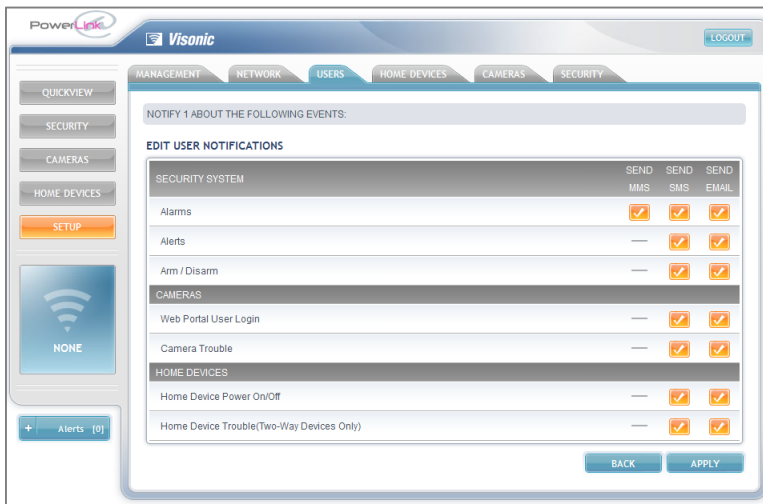 PowerLink
Visonic
LOGOUT
MANAGEMENT NETWORK USERS HOME DEVICES CAMERAS SECURITY
QUICKVIEW
SECURITY
CAMERAS
HOME DEVICES
SETUP
NONE
+ Alerts [0]
NOTIFY 1 ABOUT THE FOLLOWING EVENTS:
EDIT USER NOTIFICATIONS
SECURITY SYSTEM SEND MMS SEND SMS SEND EMAIL
Alarms
Alerts
Arm / Disarm
CAMERAS
Web Portal User Login
Camera Trouble
HOME DEVICES
Home Device Power On/Off
Home Device Trouble(Two-Way Devices Only)
BACK APPLY